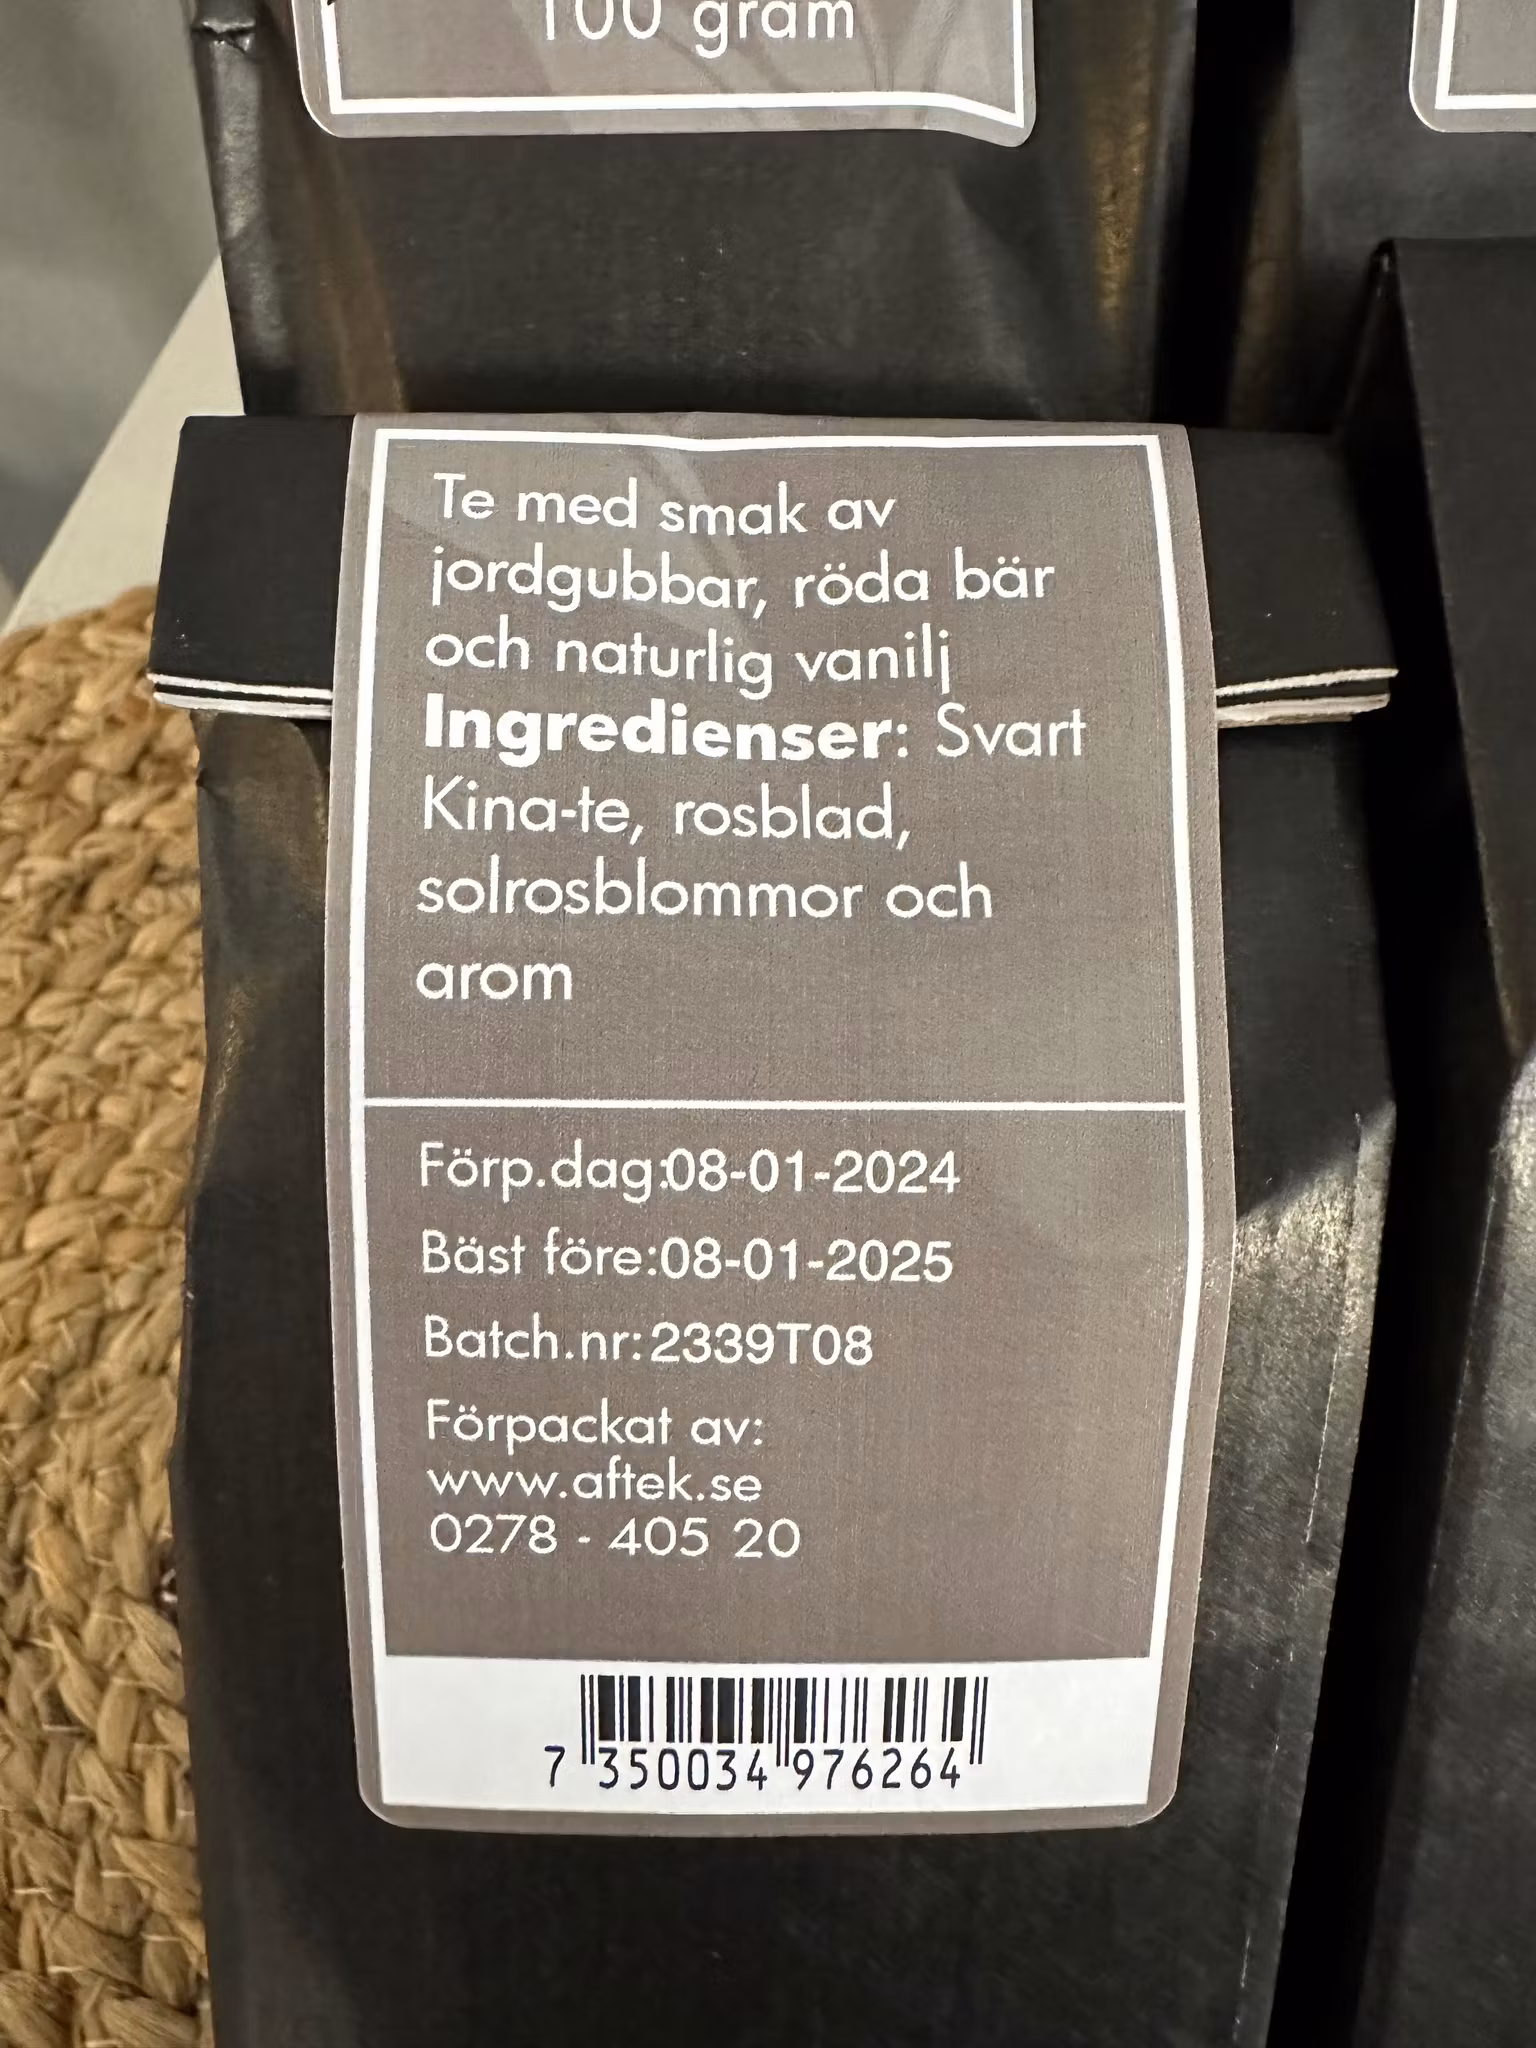 100 gram
Te med smak av
jordgubbar, röda bär
och naturlig vanilj
Ingredienser: Svart
Kina-te, rosblad,
solrosblommor och
arom
Förp.dag:08-01-2024
Bäst före:08-01-2025
Batch.nr:2339T08
Förpackat av:
www.aftek.se
0278 - 405 20
7 350034 976264